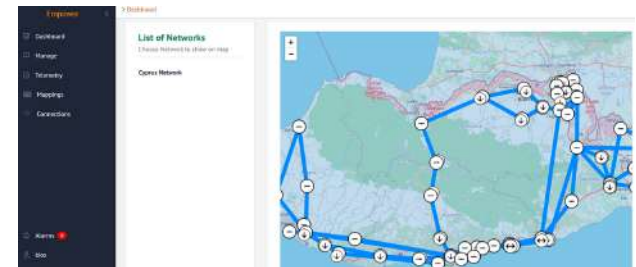 Empower
> Dashboard
Dashboard
Manage
Telemetry
Mappings
Connections
Alarms
List of Networks
Choose Network to show on map
Cyprus Network
+
−